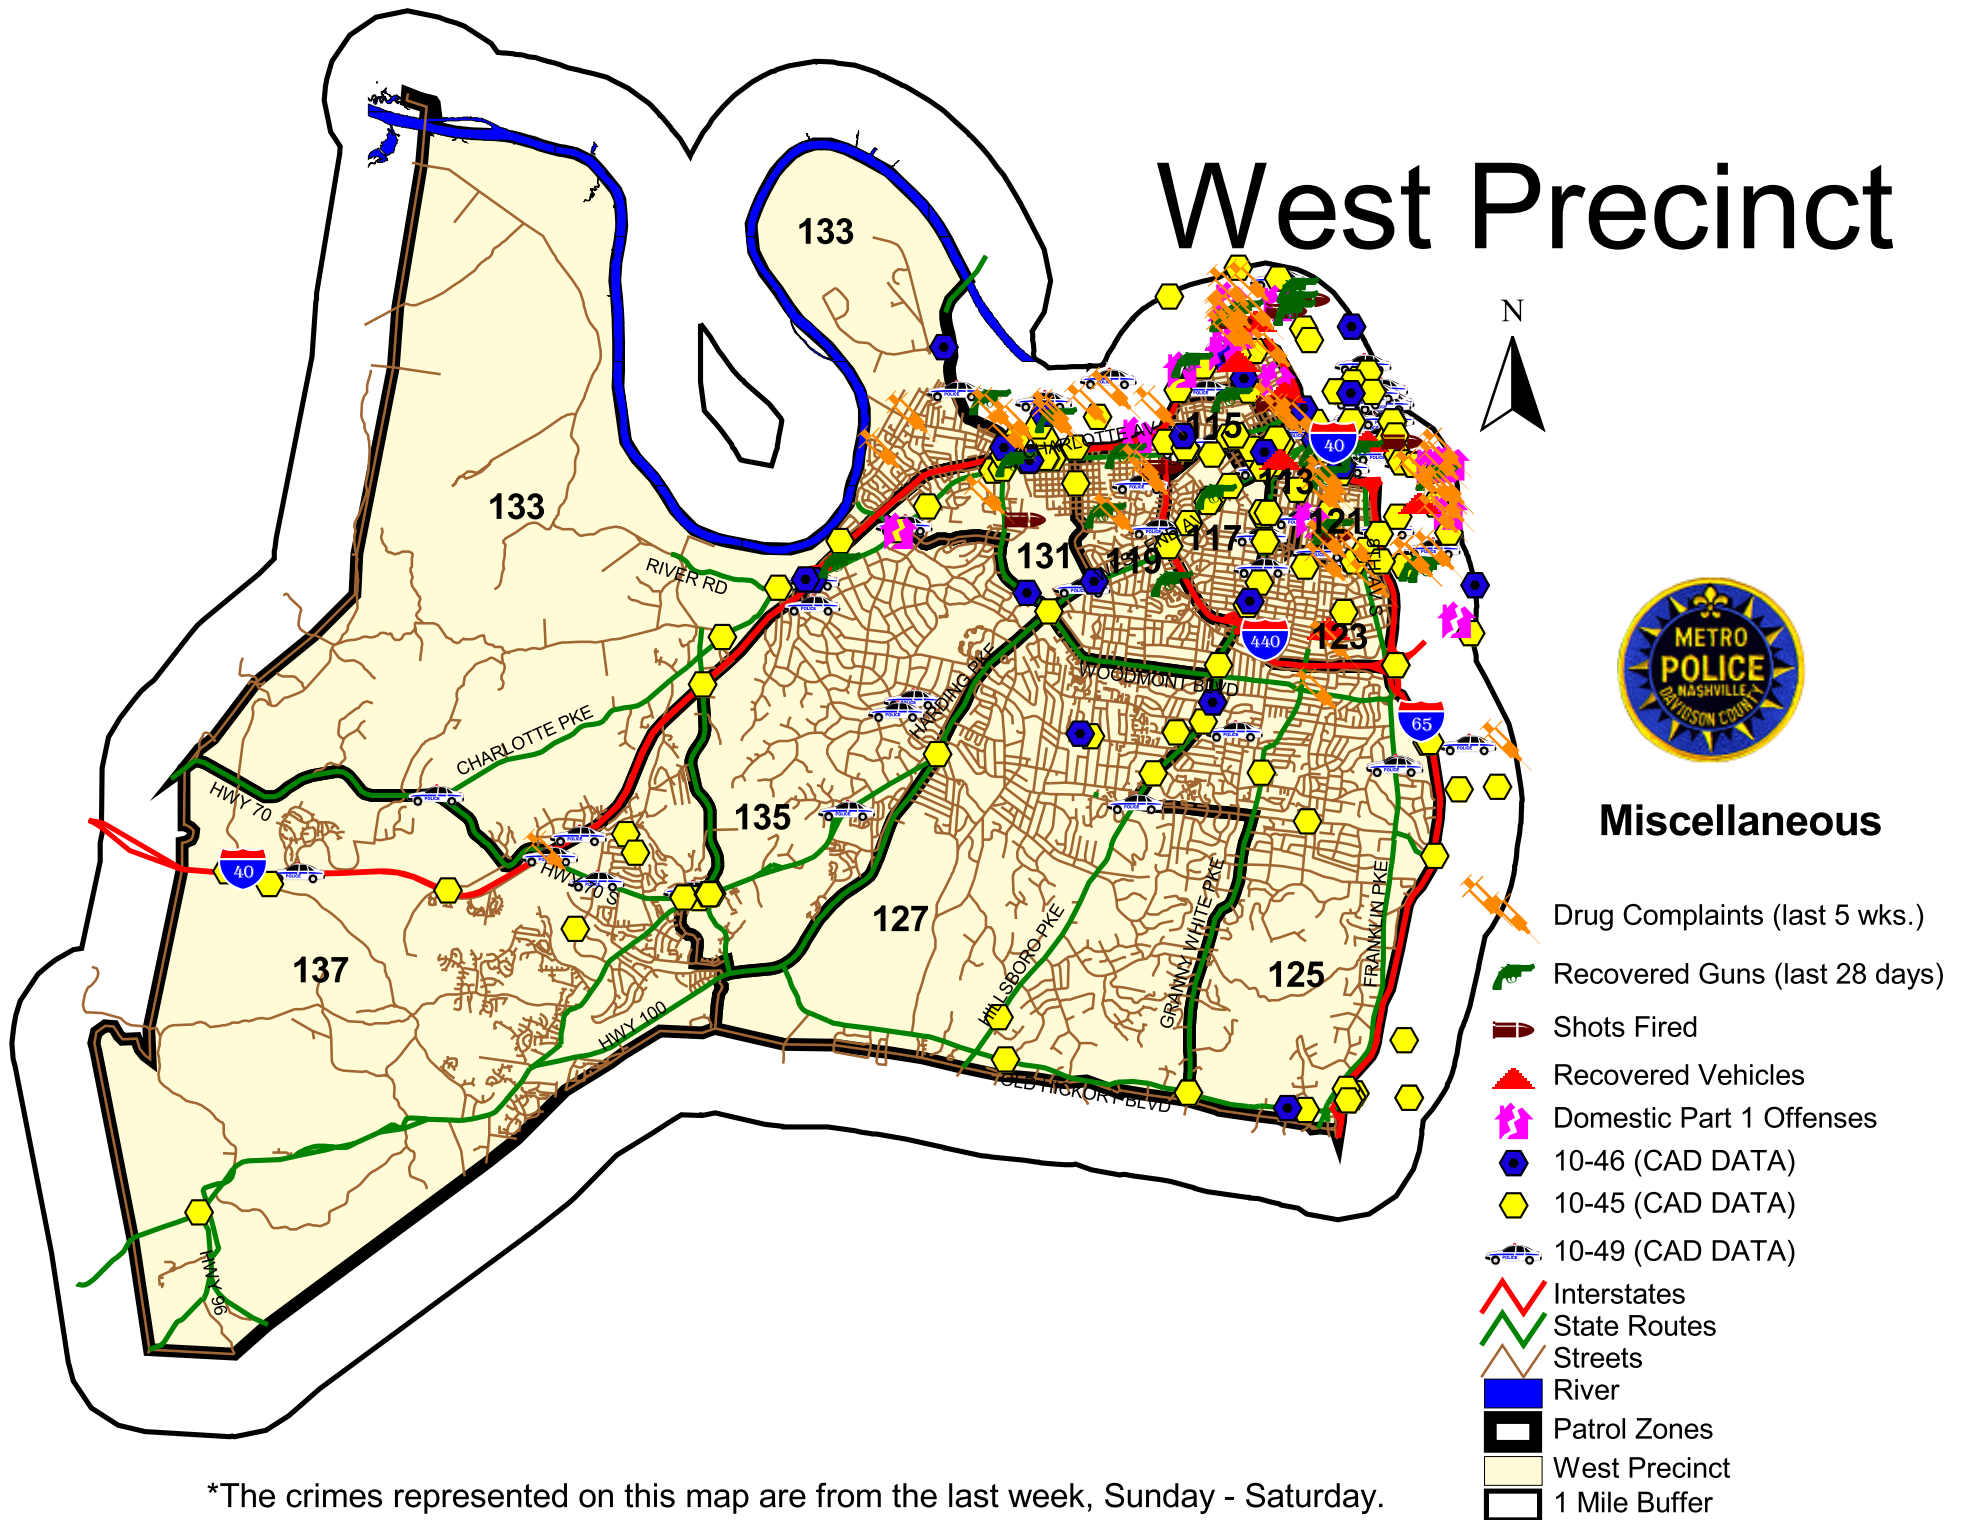 West Precinct
N
133
133
115
CHARLOTTE AV
40
113
121
117
131
119
RIVER RD
440
123
WOODMONT BLVD
HARDING PKE
65
CHARLOTTE PKE
HWY 70
135
40
HWY 70 S
127
137
HILLSBORO PKE
GRANNY WHITE PKE
FRANKLIN PKE
125
HWY 100
OLD HICKORY BLVD
HWY 96
METRO
POLICE
NASHVILLE
DAVIDSON COUNTY
Miscellaneous
Drug Complaints (last 5 wks.)
Recovered Guns (last 28 days)
Shots Fired
Recovered Vehicles
Domestic Part 1 Offenses
10-46 (CAD DATA)
10-45 (CAD DATA)
10-49 (CAD DATA)
Interstates
State Routes
Streets
River
Patrol Zones
West Precinct
1 Mile Buffer
*The crimes represented on this map are from the last week, Sunday - Saturday.